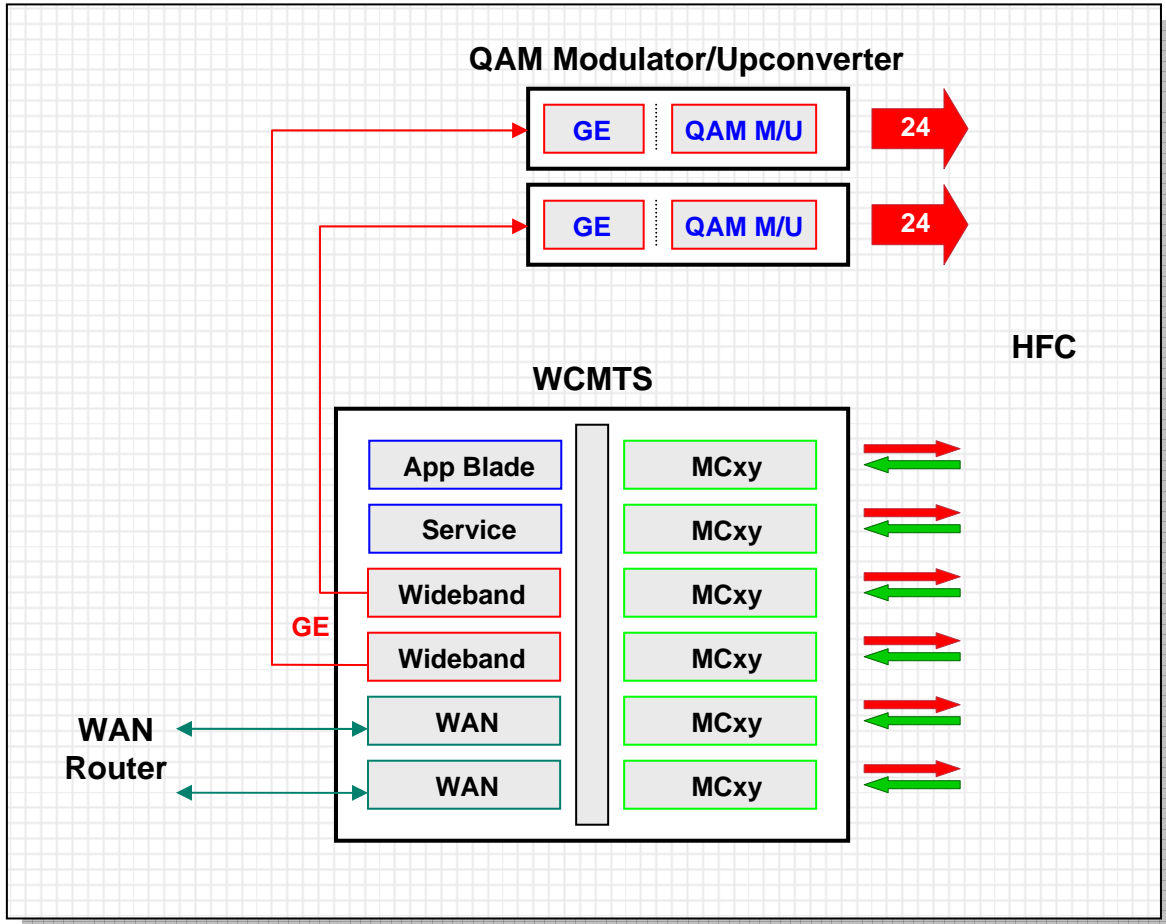 QAM Modulator/Upconverter
GE QAM M/U 24
GE QAM M/U 24
HFC
WCMTS
App Blade MCxy
Service MCxy
Wideband MCxy
GE
Wideband MCxy
WAN
Router
WAN MCxy
WAN MCxy